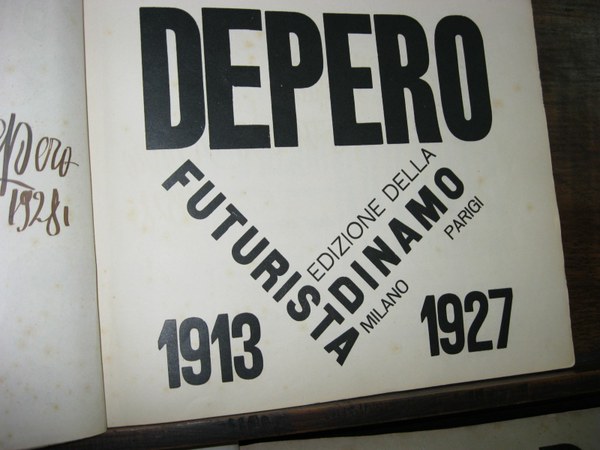 DEPERO
FUTURISTA
EDIZIONE DELLA
DINAMO
MILANO
PARIGI
1913
1927
1928